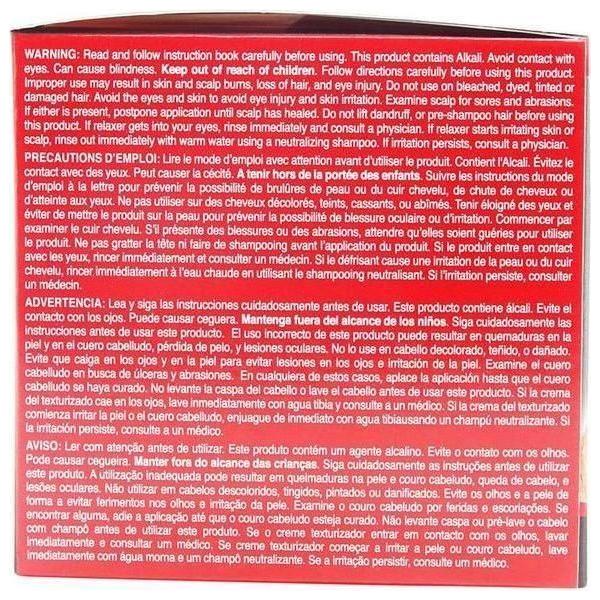 WARNING: Read and follow instruction book carefully before using. This product contains Alkali. Avoid contact with
eyes. Can cause blindness. Keep out of reach of children. Follow directions carefully before using this product.
Improper use may result in skin and scalp burns, loss of hair, and eye injury. Do not use on bleached, dyed, tinted or
damaged hair. Avoid the eyes and skin to avoid eye injury and skin irritation. Examine scalp for sores and abrasions.
If either is present, postpone application until scalp has healed. Do not lift dandruff, or pre-shampoo hair before using
this product. If relaxer gets into your eyes, rinse immediately and consult a physician. If relaxer starts irritating skin or
scalp, rinse out immediately with warm water using a neutralizing shampoo. If irritation persists, consult a physician.
PRECAUTIONS D'EMPLOI: Lire le mode d'emploi avec attention avant d'utiliser le produit. Contient l'Alcali. Évitez le
contact avec des yeux. Peut causer la cécité. A tenir hors de la portée des enfants. Suivre les instructions du mode
d'emploi à la lettre pour prévenir la possibilité de brulûres de peau ou du cuir chevelu, de chute de cheveux ou
d'atteinte aux yeux. Ne pas utiliser sur des cheveux décolorés, teints, cassants, ou abîmés. Tenir éloigné des yeux et
éviter de mettre le produit sur la peau pour prévenir la possibilité de blessure oculaire ou d'irritation. Commencer par
examiner le cuir chevelu. S'il présente des blessures ou des abrasions, attendre qu'elles soient guéries pour utiliser
le produit. Ne pas gratter la tête ni faire de shampooing avant l'application du produit. Si le produit entre en contact
avec les yeux, rincer immédiatement et consulter un médecin. Si le défrisant cause une irritation de la peau ou du cuir
chevelu, rincer immédiatement à l'eau chaude en utilisant le shampooing neutralisant. Si l'irritation persiste, consulter
un médecin.
ADVERTENCIA: Lea y siga las instrucciones cuidadosamente antes de usar. Este producto contiene álcali. Evite el
contacto con los ojos. Puede causar ceguera. Mantenga fuera del alcance de los niños. Siga cuidadosamente las
instrucciones antes de usar este producto. El uso incorrecto de este producto puede resultar en quemaduras en la
piel y en el cuero cabelludo, pérdida de pelo, y lesiones oculares. No lo use en cabello decolorado, teñido, o dañado.
Evite que caiga en los ojos y en la piel para evitar lesiones en los ojos e irritación de la piel. Examine el cuero
cabelludo en busca de úlceras y abrasiones. En cualquiera de estos casos, aplace la aplicación hasta que el cuero
cabelludo se haya curado. No levante la caspa del cabello o lave el cabello antes de usar este producto. Si la crema
del texturizado cae en los ojos, lave inmediatamente con agua tibia y consulte a un médico. Si la crema del texturizado
comienza irritar la piel o el cuero cabelludo, enjuague de inmediato con agua tibiausando un champú neutralizante. Si
la irritación persiste, consulte a un médico.
AVISO: Ler com atenção antes de utilizar. Este produto contém um agente alcalino. Evite o contato com os olhos.
Pode causar cegueira. Manter fora do alcance das crianças. Siga cuidadosamente as instruções antes de utilizar
este produto. A utilização inadequada pode resultar em queimaduras na pele e couro cabeludo, queda de cabelo, e
lesões oculares. Não utilizar em cabelos descoloridos, tingidos, pintados ou danificados. Evite os olhos e a pele de
forma a evitar ferimentos nos olhos e irritação da pele. Examine o couro cabeludo por feridas e escoriações. Se
encontrar alguma, adie a aplicação até que o couro cabeludo esteja curado. Não levante caspa ou pré-lave o cabelo
com champô antes de utilizar este produto. Se o creme texturizador entrar em contacto com os olhos, lavar
imediatamente e consultar um médico. Se creme texturizador começar a irritar a pele ou couro cabeludo, lave
imediatamente com água morna e um champô neutralizante. Se a irritação persistir, consulte um médico.